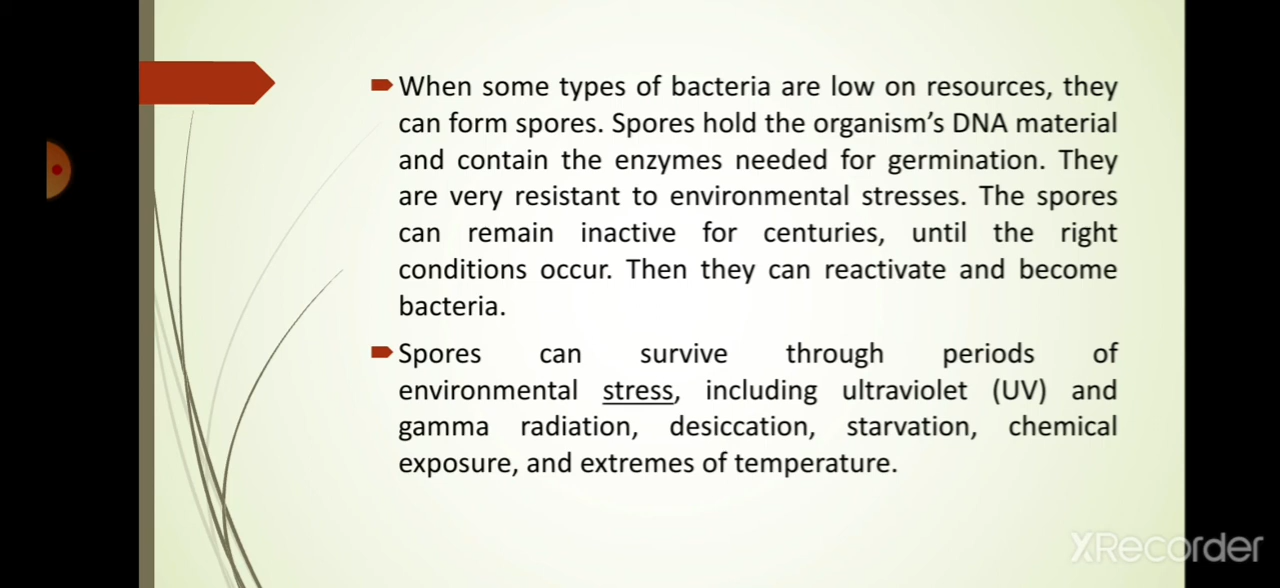 When some types of bacteria are low on resources, they
can form spores. Spores hold the organism's DNA material
and contain the enzymes needed for germination. They
are very resistant to environmental stresses. The spores
can remain inactive for centuries, until the right
conditions occur. Then they can reactivate and become
bacteria.
Spores can survive through periods of
environmental stress, including ultraviolet (UV) and
gamma radiation, desiccation, starvation, chemical
exposure, and extremes of temperature.
XRecorder